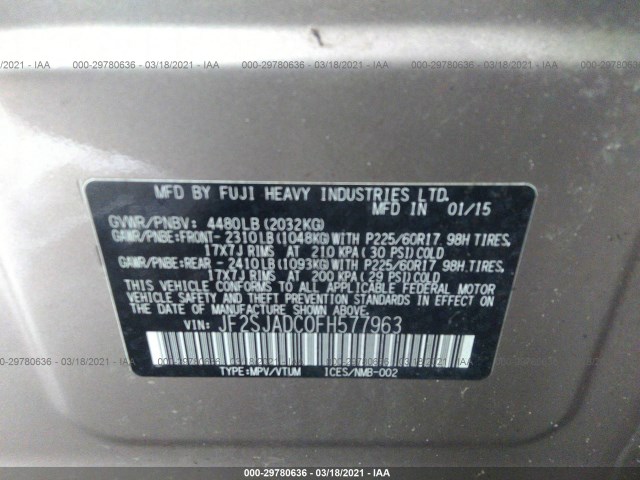 000-29780636 - 03/18/2021 - IAA 000-29780636 - 03/18/2021 - IAA 000-29780636 - 03/18/2021 - IAA
MFD BY FUJI HEAVY INDUSTRIES LTD.
MFD IN 01/15
GVWR/PNBV: 4480LB (2032KG)
GAWR/PNBE:FRONT- 2310LB (1048KG) WITH P225/60R17 98H TIRES.
17X7J RIMS AT 210 KPA (30 PSI) COLD
GAWR/PNBE:REAR - 2410LB (1093KG) WITH P225/60R17 98H TIRES.
17X7J RIMS AT 200 KPA (29 PSI) COLD
THIS VEHICLE CONFORMS TO ALL APPLICABLE FEDERAL MOTOR
VEHICLE SAFETY AND THEFT PREVENTION STANDARDS IN EFFECT ON
THE DATE OF MANUFACTURE SHOWN ABOVE.
VIN: JF2SJADC0FH577963
TYPE:MPV/VTUM ICES/NMB-002
000-29780636 - 03/18/2021 - IAA